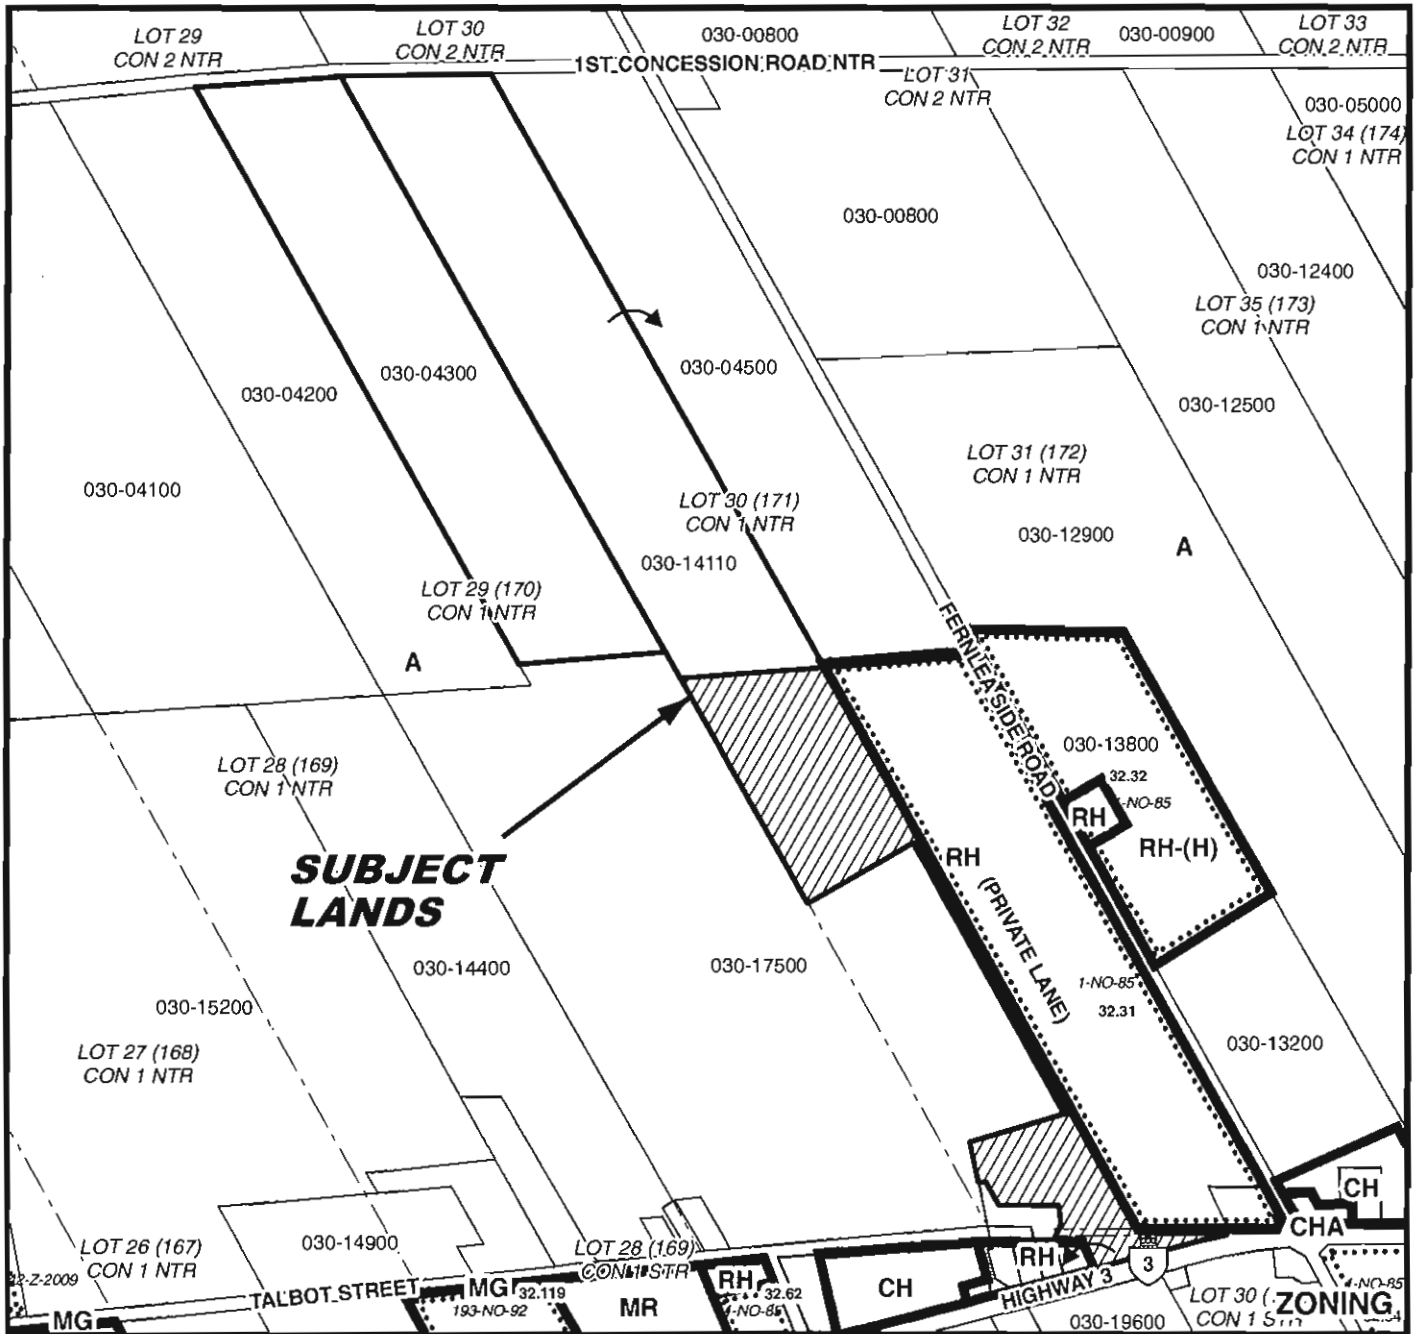 LOT 29
CON 2 NTR
LOT 30
CON 2 NTR
030-00800
LOT 32
CON 2 NTR
030-00900
LOT 33
CON 2 NTR
1ST CONCESSION ROAD NTR
LOT 31
CON 2 NTR
030-05000
LOT 34 (174)
CON 1 NTR
030-00800
030-12400
LOT 35 (173)
CON 1 NTR
030-04200
030-04300
030-04500
030-12500
030-04100
LOT 30 (171)
CON 1 NTR
LOT 31 (172)
CON 1 NTR
030-12900
A
030-14110
LOT 29 (170)
CON 1 NTR
A
FERNLEA SIDE ROAD
030-13800
32.32
-NO-85
RH
RH-(H)
LOT 28 (169)
CON 1 NTR
SUBJECT
LANDS
RH
(PRIVATE LANE)
030-14400
030-17500
1-NO-85
32.31
030-15200
LOT 27 (168)
CON 1 NTR
030-13200
CH
CHA
LOT 26 (167)
CON 1 NTR
030-14900
LOT 28 (169)
CON 1 STR
-Z-2009
TALBOT STREET
MG
32.119
193-NO-92
MR
RH
32.62
-NO-85
CH
RH
HIGHWAY 3
3
-NO-85
MG
030-19600
LOT 30
CON 1
ZONING